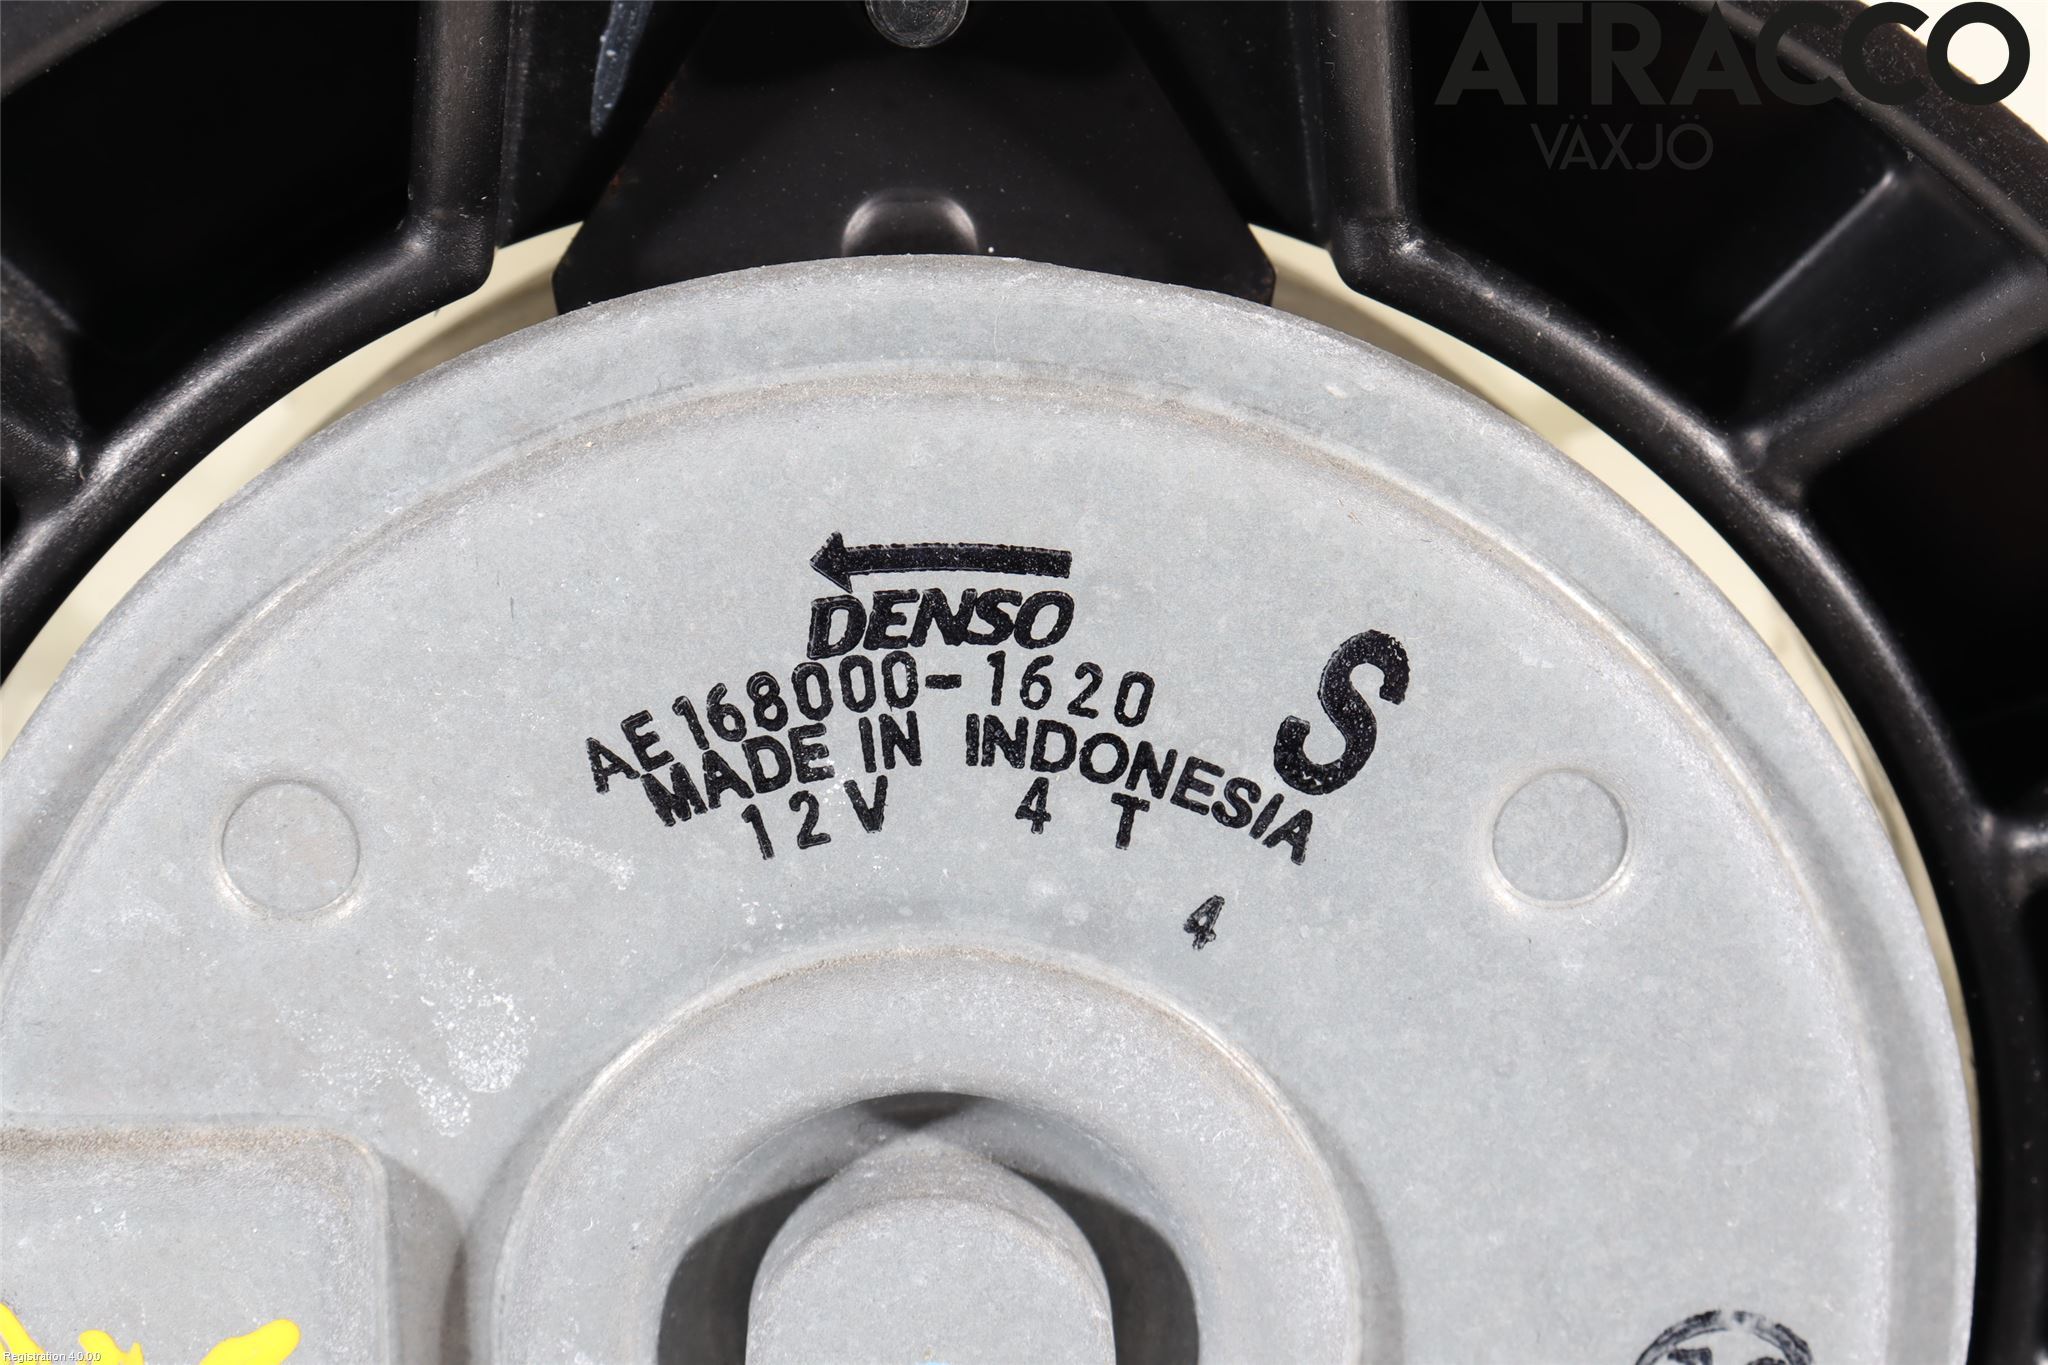 ATRACCO
VÄXJÖ
DENSO
S
AE168000-1620
MADE IN INDONESIA
12V 4 T
4
Registration 4.0.0.0